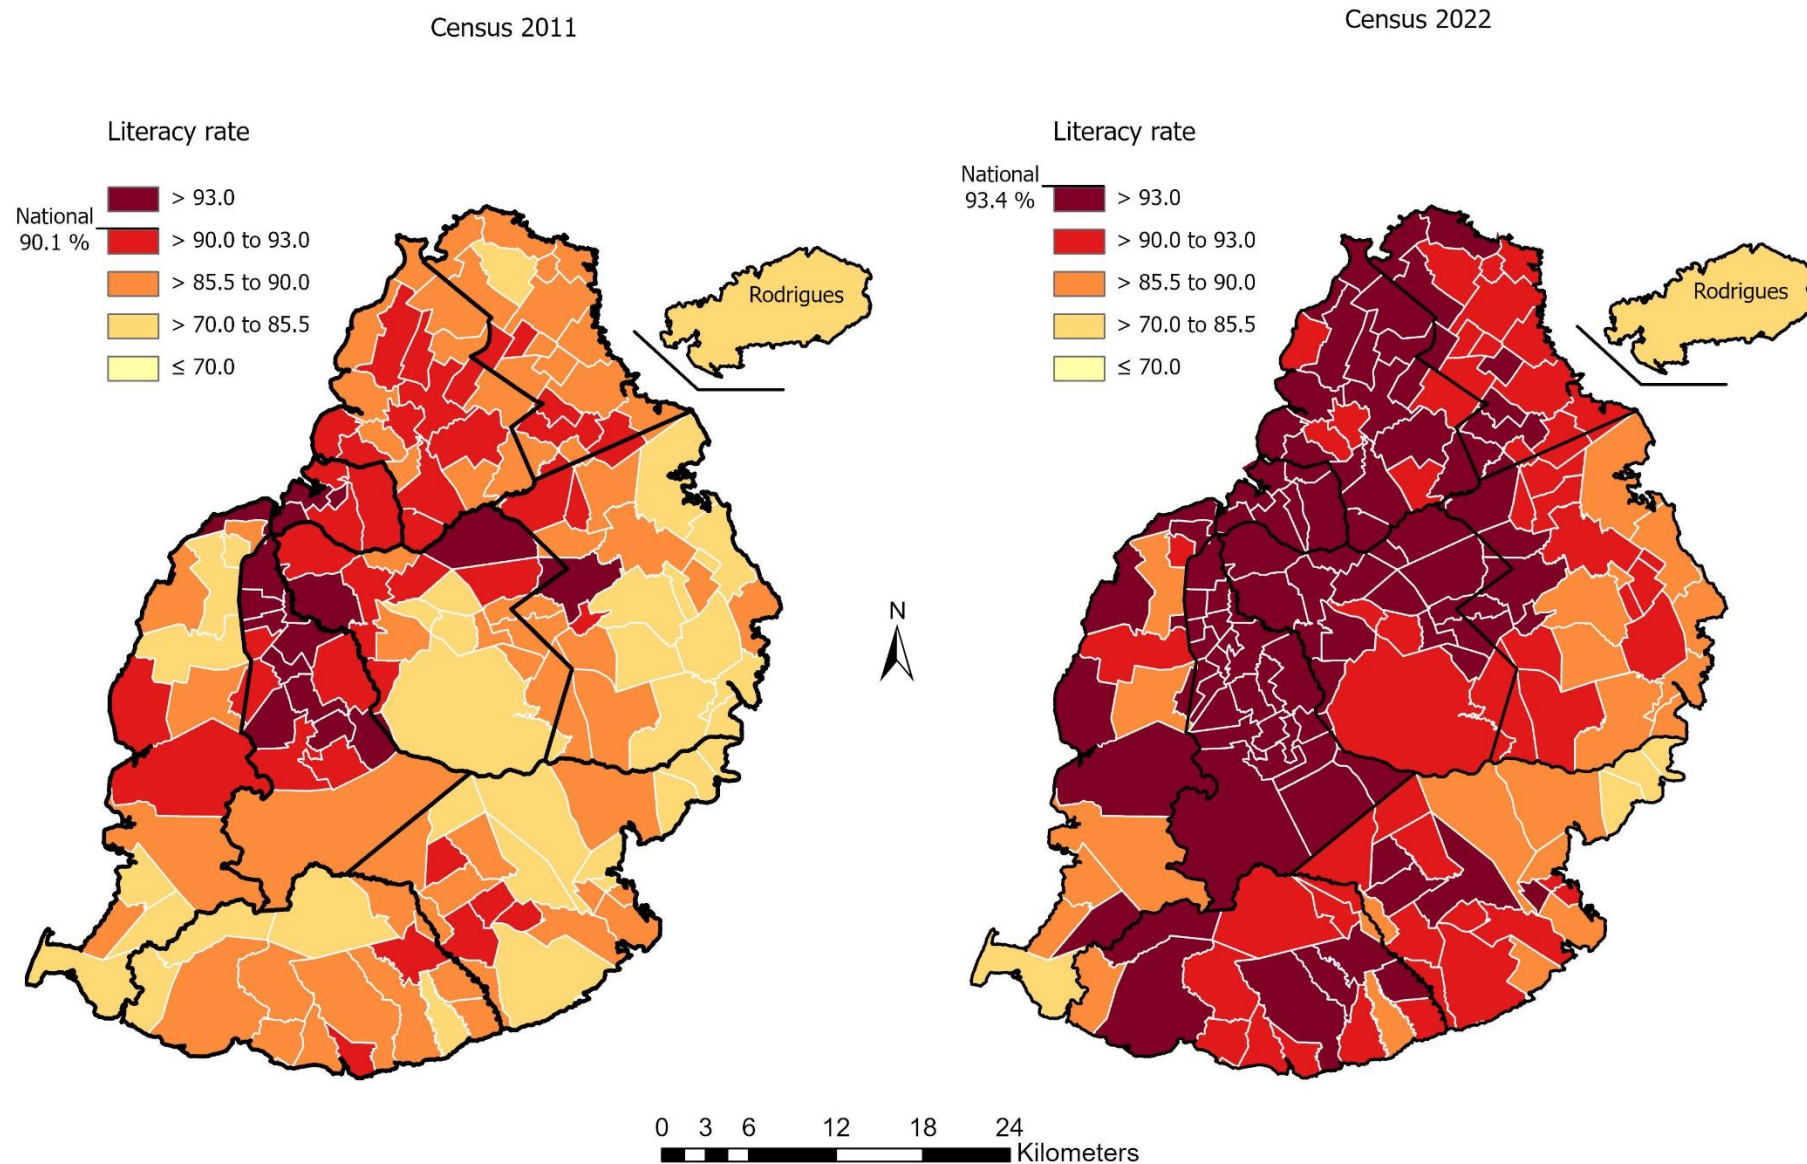 Census 2011
Census 2022
Literacy rate
National
90.1 %
> 93.0
> 90.0 to 93.0
> 85.5 to 90.0
> 70.0 to 85.5
≤ 70.0
Rodrigues
Literacy rate
National
93.4 %
> 93.0
> 90.0 to 93.0
> 85.5 to 90.0
> 70.0 to 85.5
≤ 70.0
Rodrigues
N
0 3 6 12 18 24
Kilometers